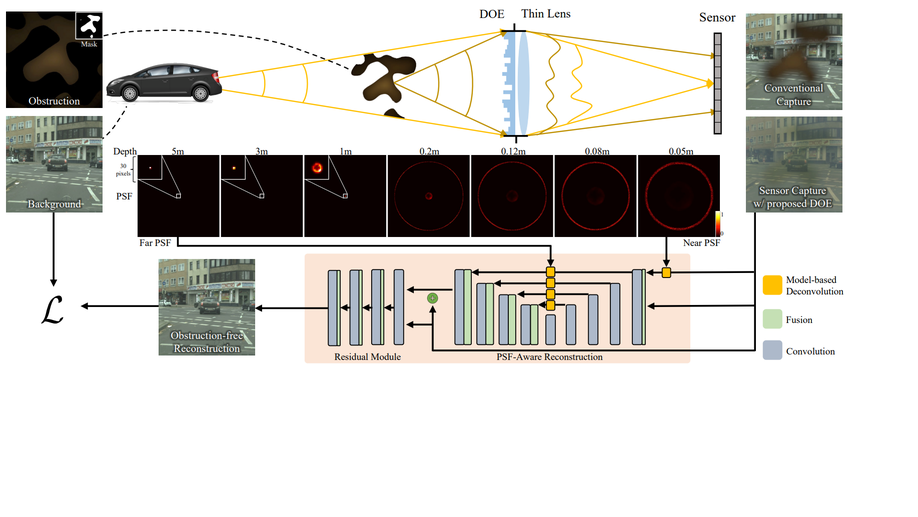 Mask
Obstruction
DOE
Thin Lens
Sensor
Conventional
Capture
Background
Depth
5m
3m
1m
0.2m
0.12m
0.08m
0.05m
30
pixels
PSF
1
0
Far PSF
Near PSF
Sensor Capture
w/ proposed DOE
ℒ
Obstruction-free
Reconstruction
Residual Module
PSF-Aware Reconstruction
Model-based
Deconvolution
Fusion
Convolution